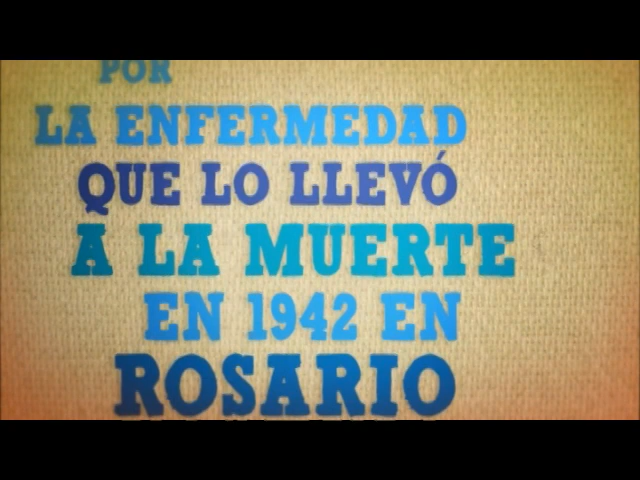 POR
LA ENFERMEDAD
QUE LO LLEVÓ
A LA MUERTE
EN 1942 EN
ROSARIO